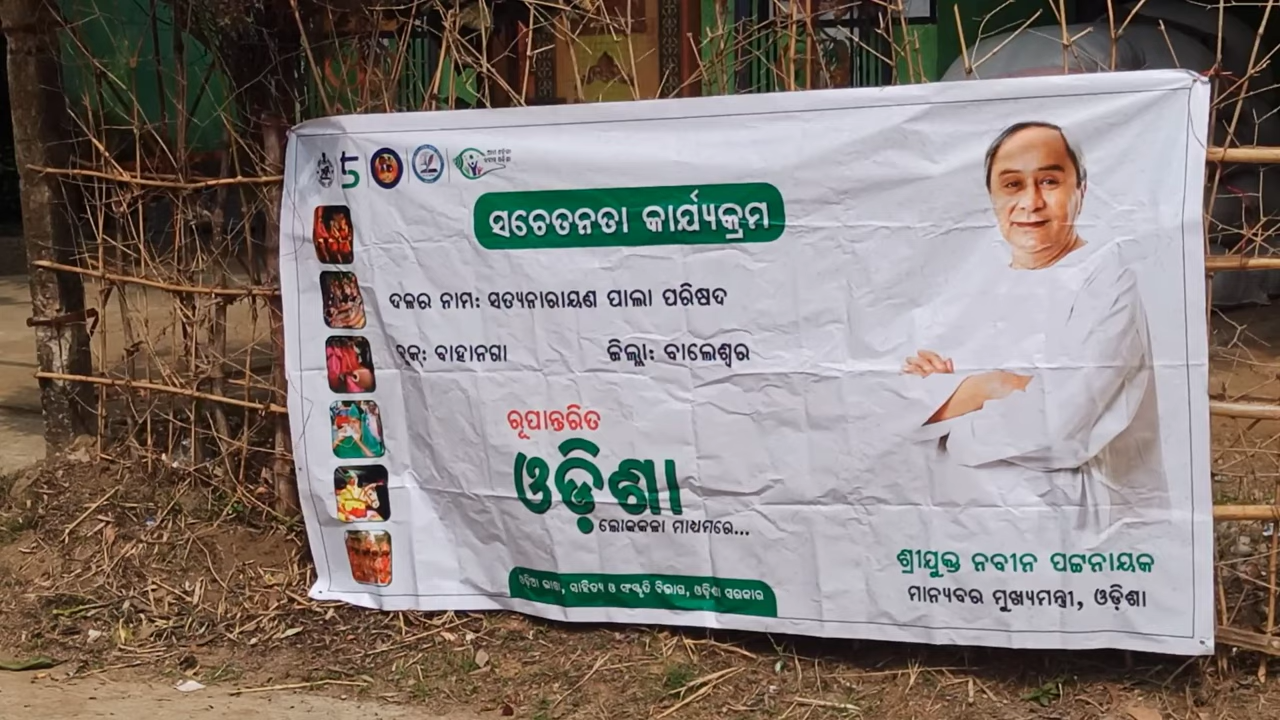 5
ସଚେତନତା କାର୍ଯ୍ୟକ୍ରମ
ଦଳର ନାମ: ସତ୍ୟନାରାୟଣ ପାଲା ପରିଷଦ
ବ୍ଲକ୍: ବାହାନଗା ଜିଲ୍ଲା: ବାଲେଶ୍ୱର
ରୂପାନ୍ତରିତ
ଓଡ଼ିଶା
ଲୋକକଳା ମାଧ୍ୟମରେ...
ଓଡ଼ିଆ ଭାଷା, ସାହିତ୍ୟ ଓ ସଂସ୍କୃତି ବିଭାଗ, ଓଡ଼ିଶା ସରକାର
ଶ୍ରୀଯୁକ୍ତ ନବୀନ ପଟ୍ଟନାୟକ
ମାନ୍ୟବର ମୁଖ୍ୟମନ୍ତ୍ରୀ, ଓଡ଼ିଶା